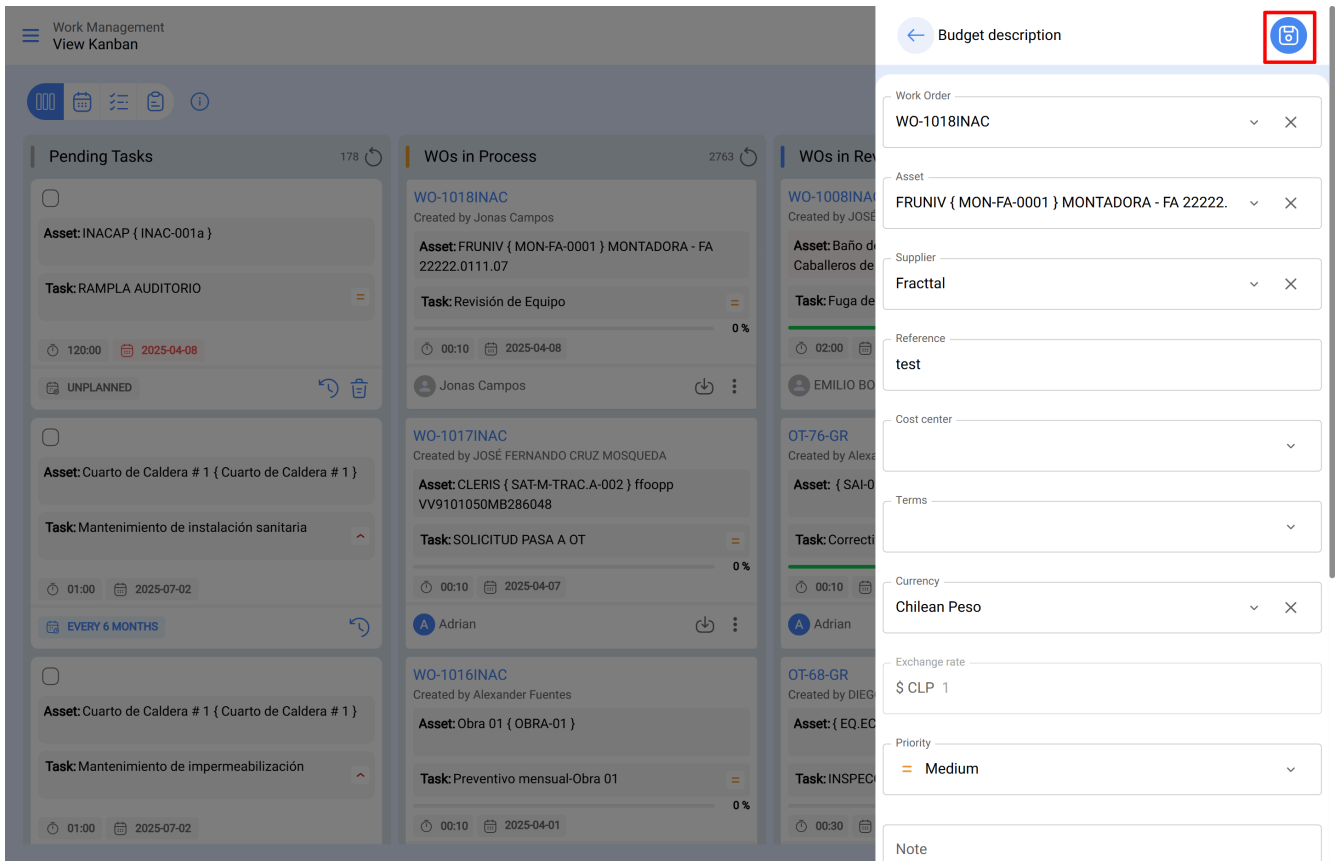 Work Management
View Kanban
Pending Tasks
178
Asset: INACAP { INAC-001a }
Task: RAMPLA AUDITORIO
120:00
2025-04-08
UNPLANNED
Asset: Cuarto de Caldera # 1 { Cuarto de Caldera # 1 }
Task: Mantenimiento de instalación sanitaria
01:00
2025-07-02
EVERY 6 MONTHS
Asset: Cuarto de Caldera # 1 { Cuarto de Caldera # 1 }
Task: Mantenimiento de impermeabilización
01:00
2025-07-02
WOs in Process
2763
WO-1018INAC
Created by Jonas Campos
Asset: FRUNIV { MON-FA-0001 } MONTADORA - FA
22222.0111.07
Task: Revisión de Equipo
0 %
00:10
2025-04-08
Jonas Campos
WO-1017INAC
Created by JOSÉ FERNANDO CRUZ MOSQUEDA
Asset: CLERIS { SAT-M-TRAC.A-002 } ffoopp
VV9101050MB286048
Task: SOLICITUD PASA A OT
0 %
00:10
2025-04-07
A Adrian
WO-1016INAC
Created by Alexander Fuentes
Asset: Obra 01 { OBRA-01 }
Task: Preventivo mensual-Obra 01
0 %
00:10
2025-04-01
WOs in Rev
WO-1008INA
Created by JOSÉ
Asset: Baño d
Caballeros de
Task: Fuga de
02:00
EMILIO BO
OT-76-GR
Created by Alexa
Asset: { SAI-0
Task: Correcti
00:10
A Adrian
OT-68-GR
Created by DIEG
Asset: { EQ.EC
Task: INSPEC
00:30
Budget description
Work Order
WO-1018INAC
Asset
FRUNIV { MON-FA-0001 } MONTADORA - FA 22222.
Supplier
Fracttal
Reference
test
Cost center
Terms
Currency
Chilean Peso
Exchange rate
$ CLP 1
Priority
Medium
Note